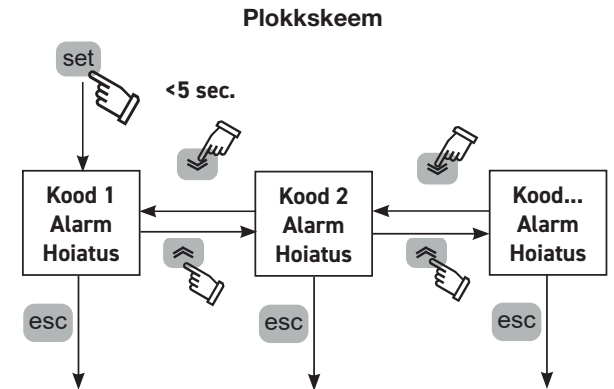 Plokkskeem
set
<5 sec.
Kood 1
Alarm
Hoiatus
Kood 2
Alarm
Hoiatus
Kood...
Alarm
Hoiatus
esc
esc
esc